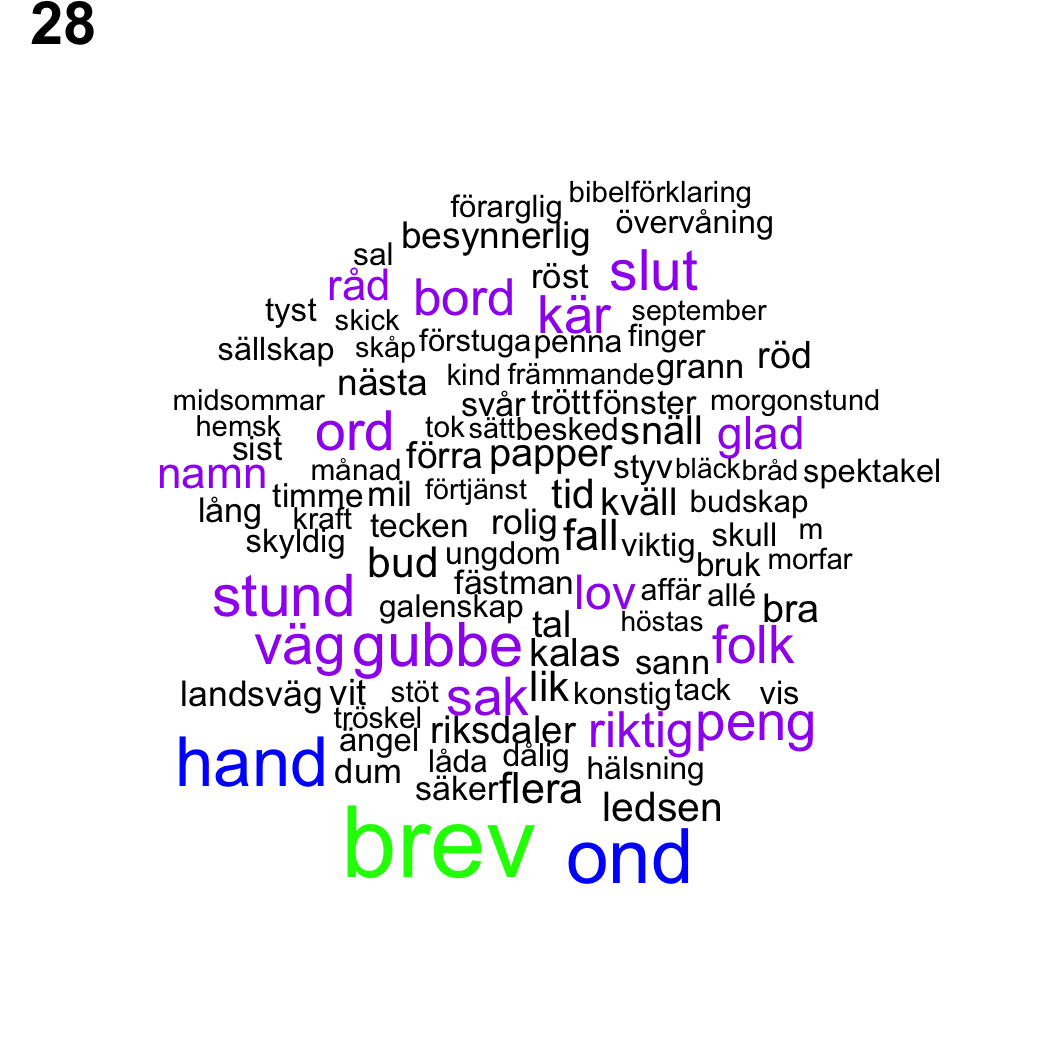 28
förarglig bibelförklaring
besynnerlig övervåning
sal röst slut
råd bord kär september
tyst skick förstuga penna finger
sällskap skåp grann röd
nästa kind främmande
midsommar svår trött fönster morgonstund
hemsk ord tok sätt besked snäll glad
sist förra papper
namn månad styv bläck bråd spektakel
timme mil förtjänst tid kväll budskap
lång kraft tecken rolig fall skull m
skyldig bud ungdom viktig bruk morfar
stund fästman lov affär allé bra
galenskap tal höstas
väg gubbe kalas sann folk
landsväg vit stöt sak lik konstig tack vis
tröskel riksdaler riktig peng
hand ängel låda dålig hälsning
dum säker flera ledsen
brev ond